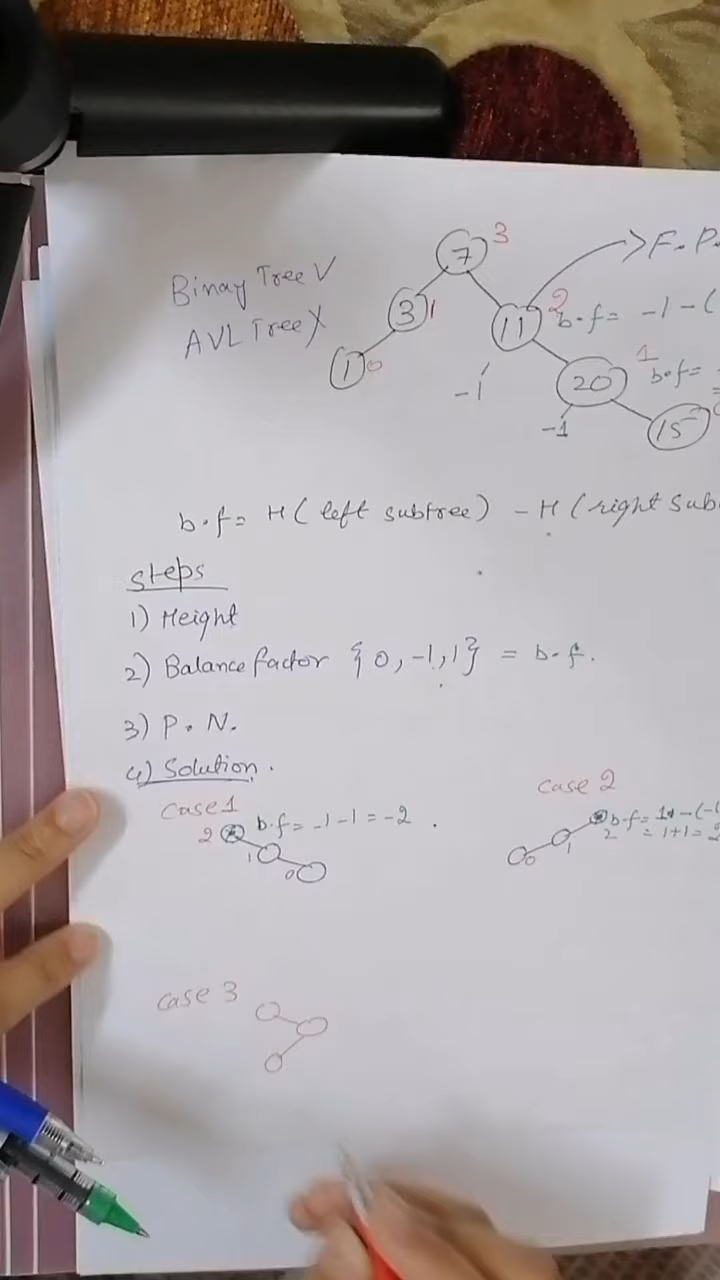 7 3
Binary Tree V
AVL Tree X
3 1
11 2
F.P.
b.f = -1 - (
1 0
-1
20 1
b.f =
-1
15
b.f = H ( left subtree ) - H ( right sub
Steps
1) Height
2) Balance factor { 0, -1, 1 } = b.f.
3) P. N.
4) Solution.
Case 1
Case 2
2 b.f = -1 - 1 = -2 .
b.f = 1 - (-1
1
0
2 = 1+1 = 2
1
0
Case 3